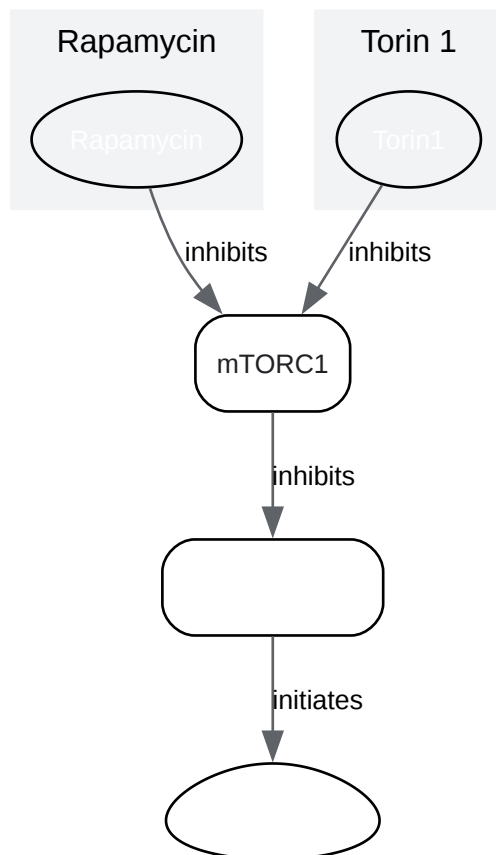 Rapamycin
Torin 1
Rapamycin
Torin1
inhibits
inhibits
mTORC1
inhibits
initiates